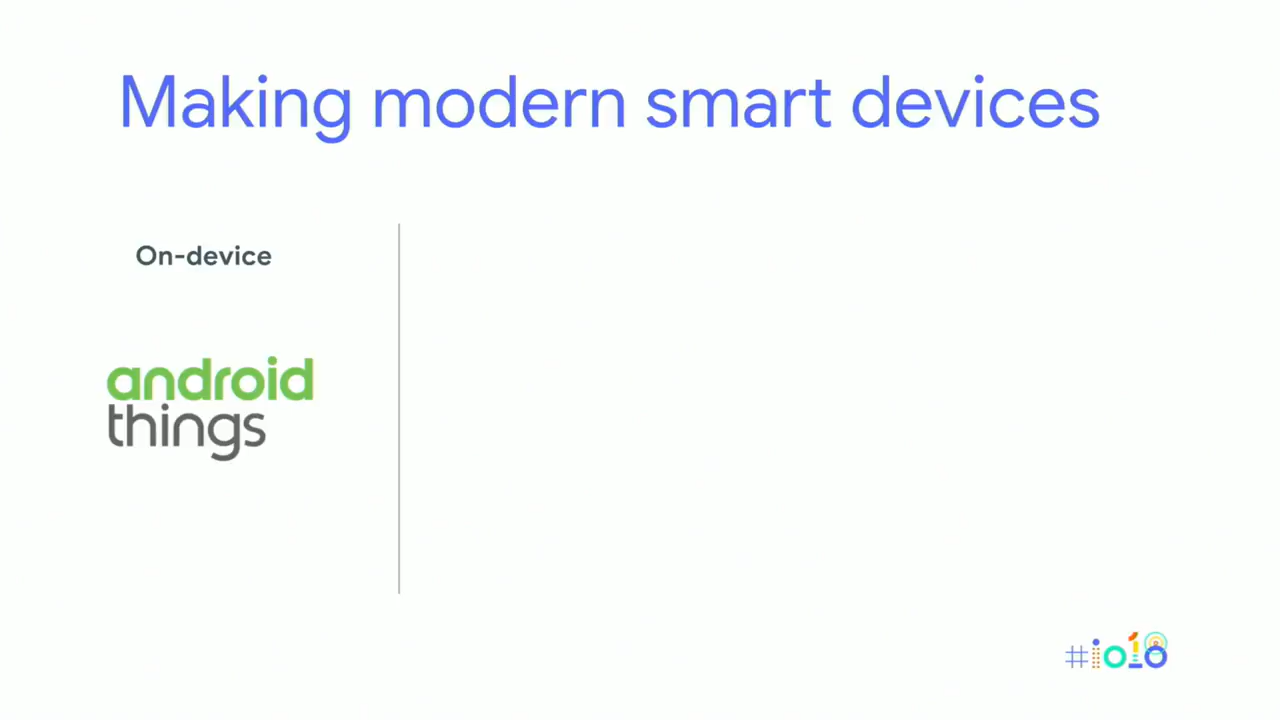 Making modern smart devices
On-device
android
things
#io18